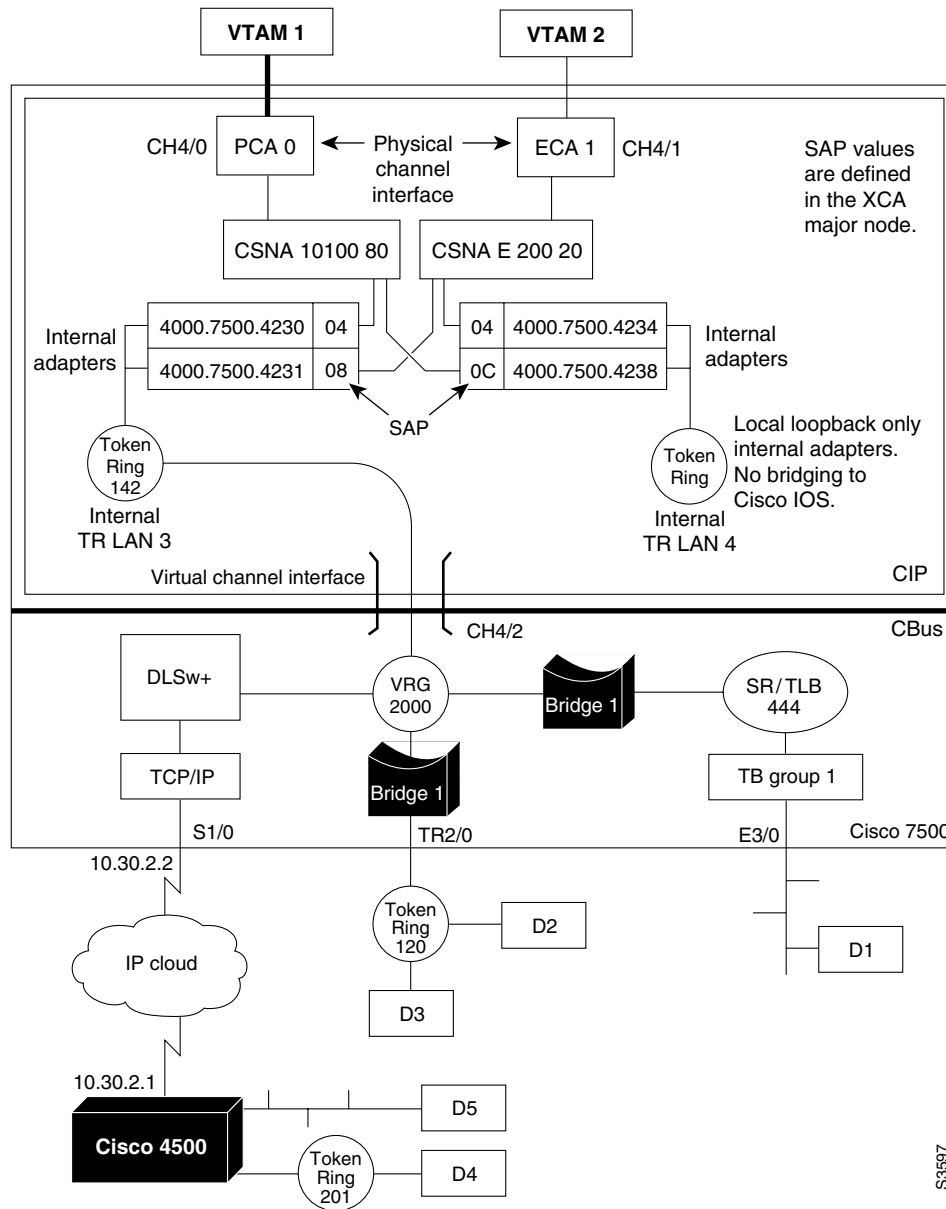 VTAM 1
VTAM 2
CH4/0
PCA 0
Physical
channel
interface
ECA 1
CH4/1
SAP values
are defined
in the XCA
major node.
CSNA 10100 80
CSNA E 200 20
Internal
adapters
4000.7500.4230 04
4000.7500.4231 08
04 4000.7500.4234
0C 4000.7500.4238
Internal
adapters
SAP
Token
Ring
142
Internal
TR LAN 3
Token
Ring
Internal
TR LAN 4
Local loopback only
internal adapters.
No bridging to
Cisco IOS.
Virtual channel interface
CIP
CH4/2
CBus
DLSw+
VRG
2000
Bridge 1
SR/TLB
444
TCP/IP
Bridge 1
TB group 1
S1/0
TR2/0
E3/0
Cisco 7500
10.30.2.2
IP cloud
Token
Ring
120
D2
D1
D3
10.30.2.1
Cisco 4500
D5
Token
Ring
201
D4
S3597